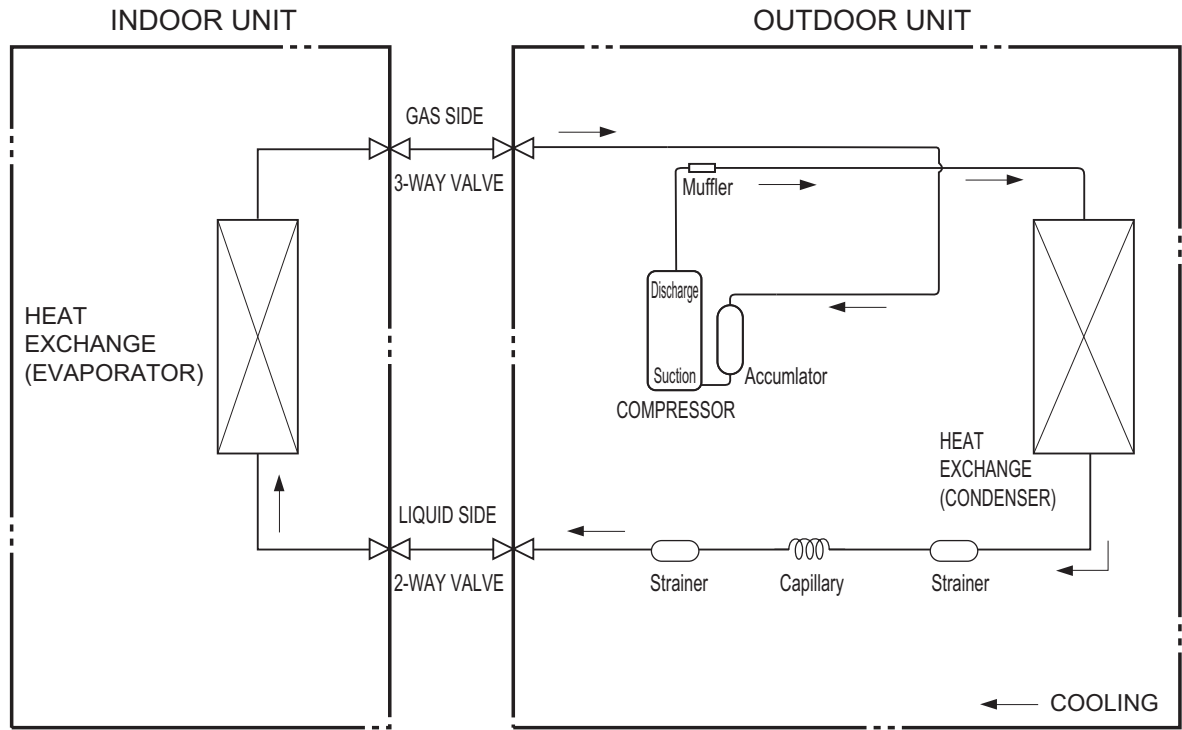 INDOOR UNIT
OUTDOOR UNIT
GAS SIDE
3-WAY VALVE
Muffler
Discharge
Suction
COMPRESSOR
Accumlator
HEAT
EXCHANGE
(EVAPORATOR)
HEAT
EXCHANGE
(CONDENSER)
LIQUID SIDE
2-WAY VALVE
Strainer
Capillary
Strainer
COOLING